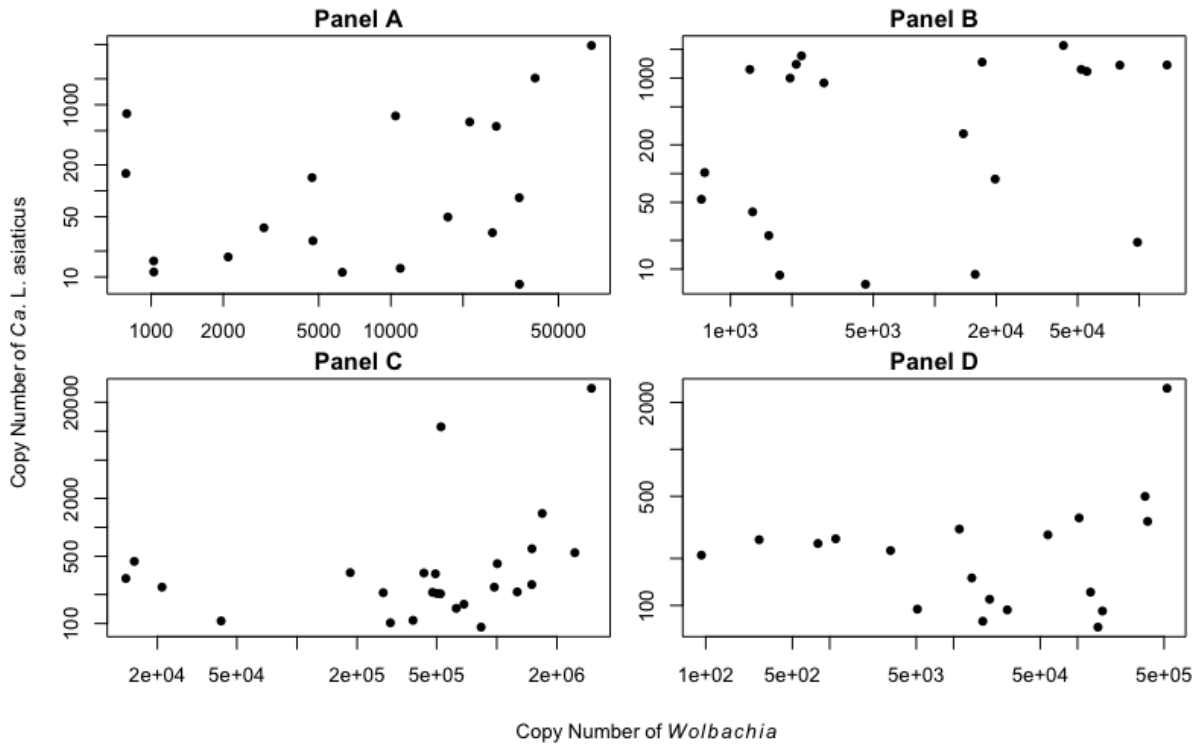 Panel A
Panel B
1000
200
50
10
1000
200
50
10
1000 2000 5000 10000 50000
1e+03 5e+03 2e+04 5e+04
Panel C
Panel D
20000
2000
500
100
2000
500
100
2e+04 5e+04 2e+05 5e+05 2e+06
1e+02 5e+02 5e+03 5e+04 5e+05
Copy Number of Ca. L. asiaticus
Copy Number of Wolbachia